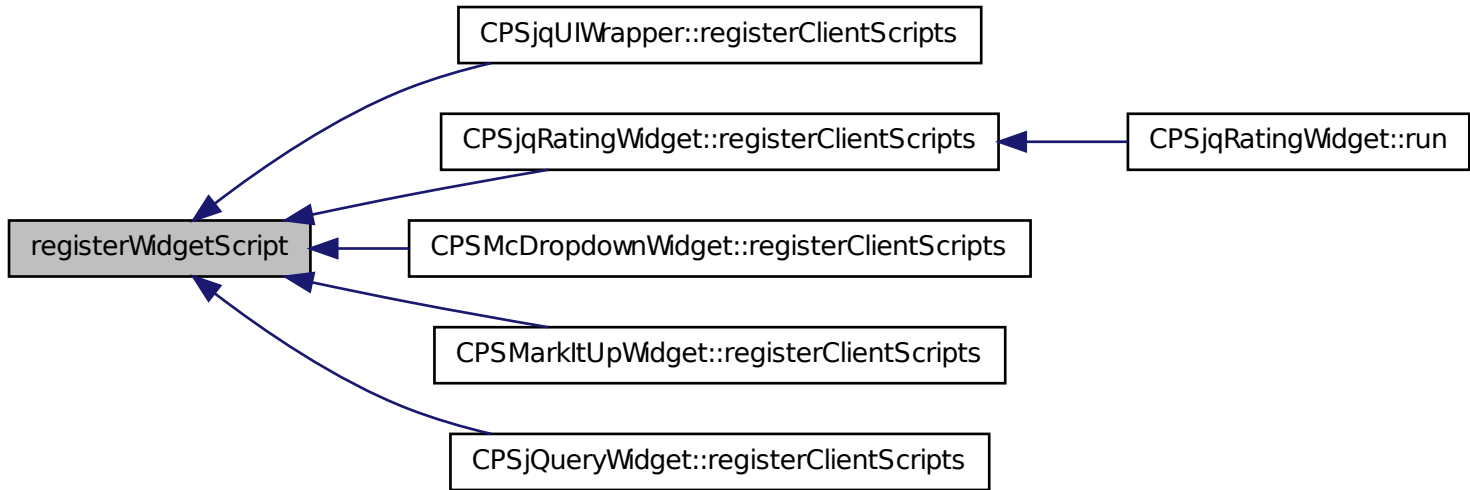 CPSjqUIWrapper::registerClientScripts
CPSjqRatingWidget::registerClientScripts
CPSjqRatingWidget::run
registerWidgetScript
CPSMcDropdownWidget::registerClientScripts
CPSMarkItUpWidget::registerClientScripts
CPSjQueryWidget::registerClientScripts